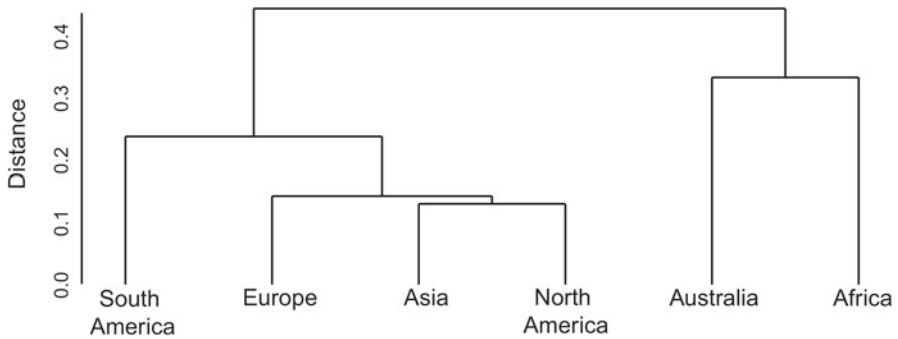 0.4
0.3
0.2
0.1
0.0
Distance
South America
Europe
Asia
North America
Australia
Africa